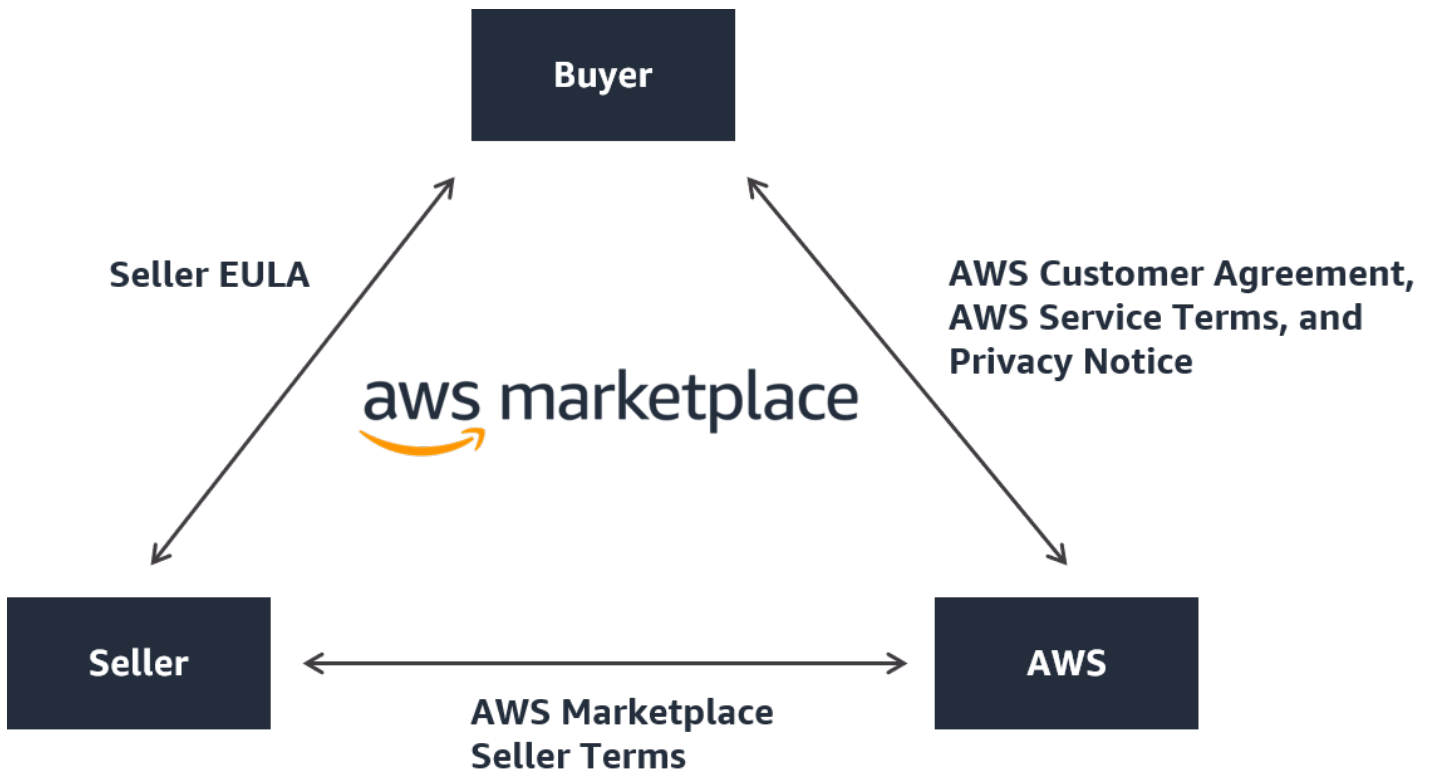 Buyer
Seller EULA
AWS Customer Agreement,
AWS Service Terms, and
Privacy Notice
aws marketplace
Seller
AWS
AWS Marketplace
Seller Terms